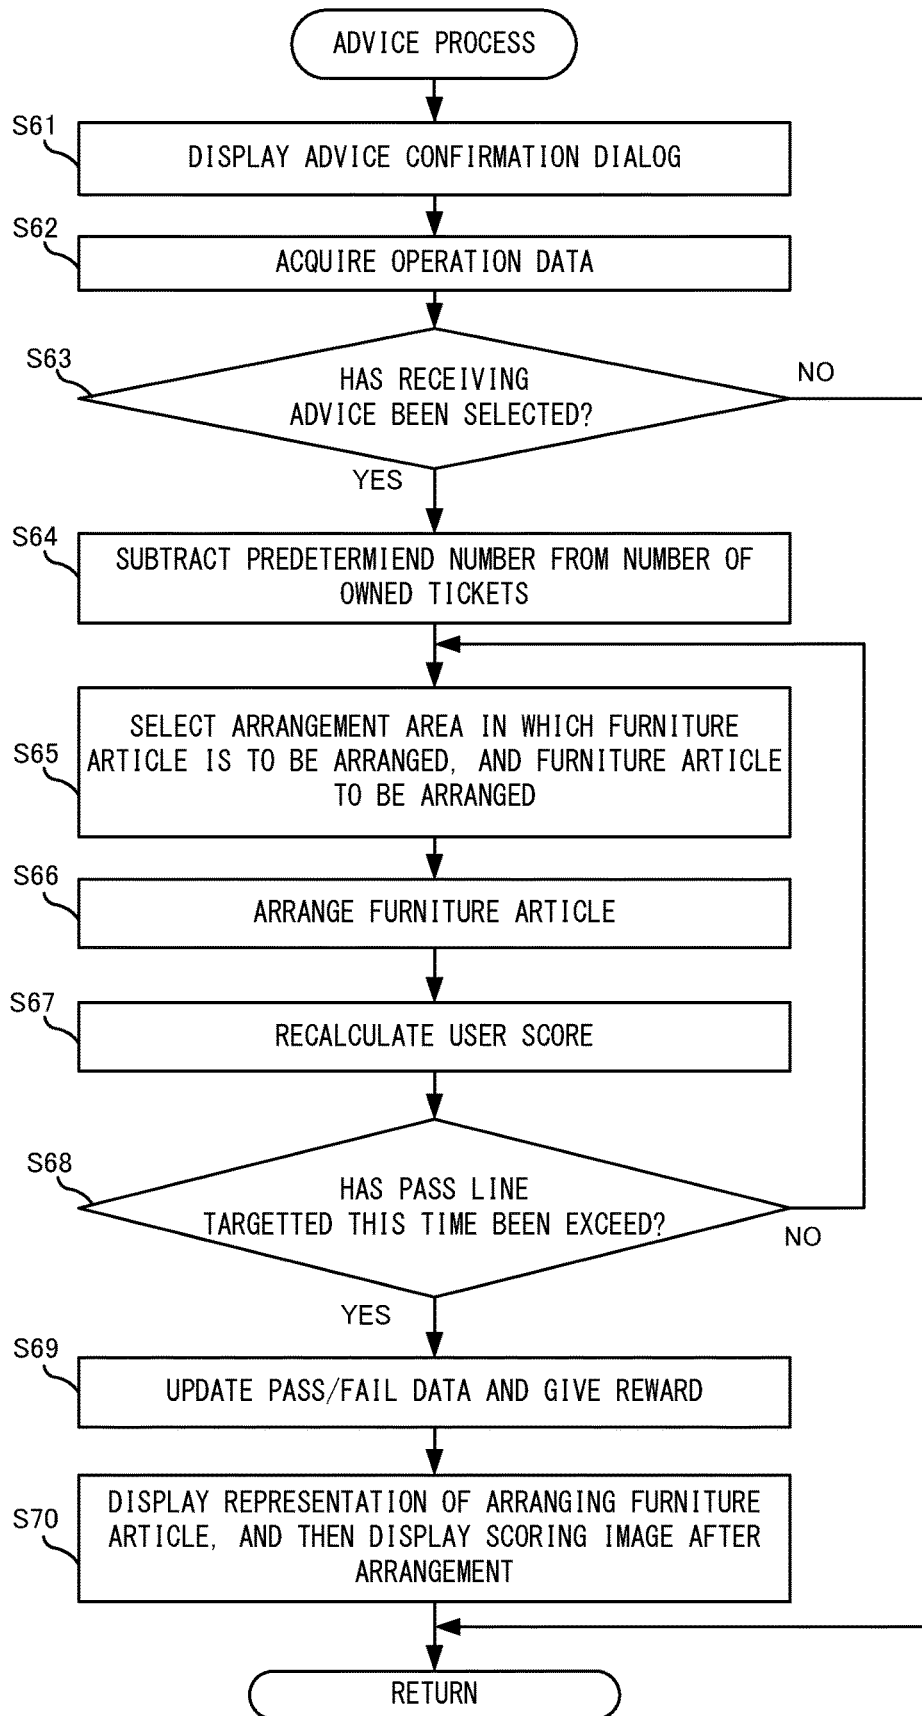 ADVICE PROCESS
S61
DISPLAY ADVICE CONFIRMATION DIALOG
S62
ACQUIRE OPERATION DATA
S63
HAS RECEIVING
ADVICE BEEN SELECTED?
NO
YES
S64
SUBTRACT PREDETERMIEND NUMBER FROM NUMBER OF
OWNED TICKETS
S65
SELECT ARRANGEMENT AREA IN WHICH FURNITURE
ARTICLE IS TO BE ARRANGED, AND FURNITURE ARTICLE
TO BE ARRANGED
S66
ARRANGE FURNITURE ARTICLE
S67
RECALCULATE USER SCORE
S68
HAS PASS LINE
TARGETTED THIS TIME BEEN EXCEED?
NO
YES
S69
UPDATE PASS/FAIL DATA AND GIVE REWARD
S70
DISPLAY REPRESENTATION OF ARRANGING FURNITURE
ARTICLE, AND THEN DISPLAY SCORING IMAGE AFTER
ARRANGEMENT
RETURN